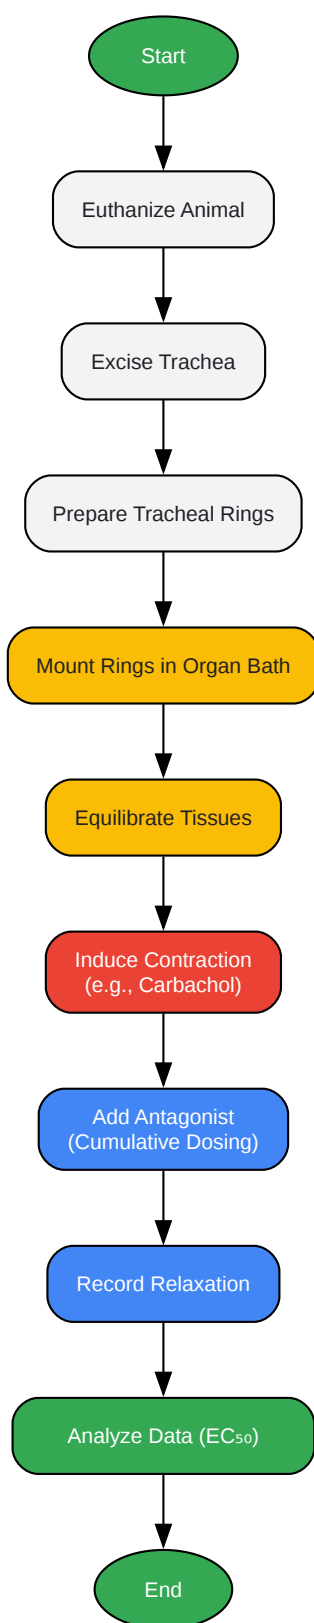 Start
Euthanize Animal
Excise Trachea
Prepare Tracheal Rings
Mount Rings in Organ Bath
Equilibrate Tissues
Induce Contraction
(e.g., Carbachol)
Add Antagonist
(Cumulative Dosing)
Record Relaxation
Analyze Data (EC₅₀)
End